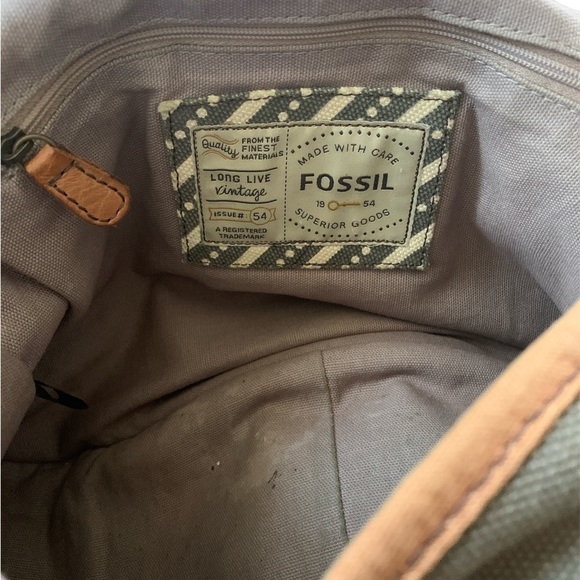 Quality
FROM THE
FINEST
MATERIALS
LONG LIVE
vintage
ISSUE#: 54
A REGISTERED
TRADEMARK
MADE WITH CARE
FOSSIL
19 54
SUPERIOR GOODS